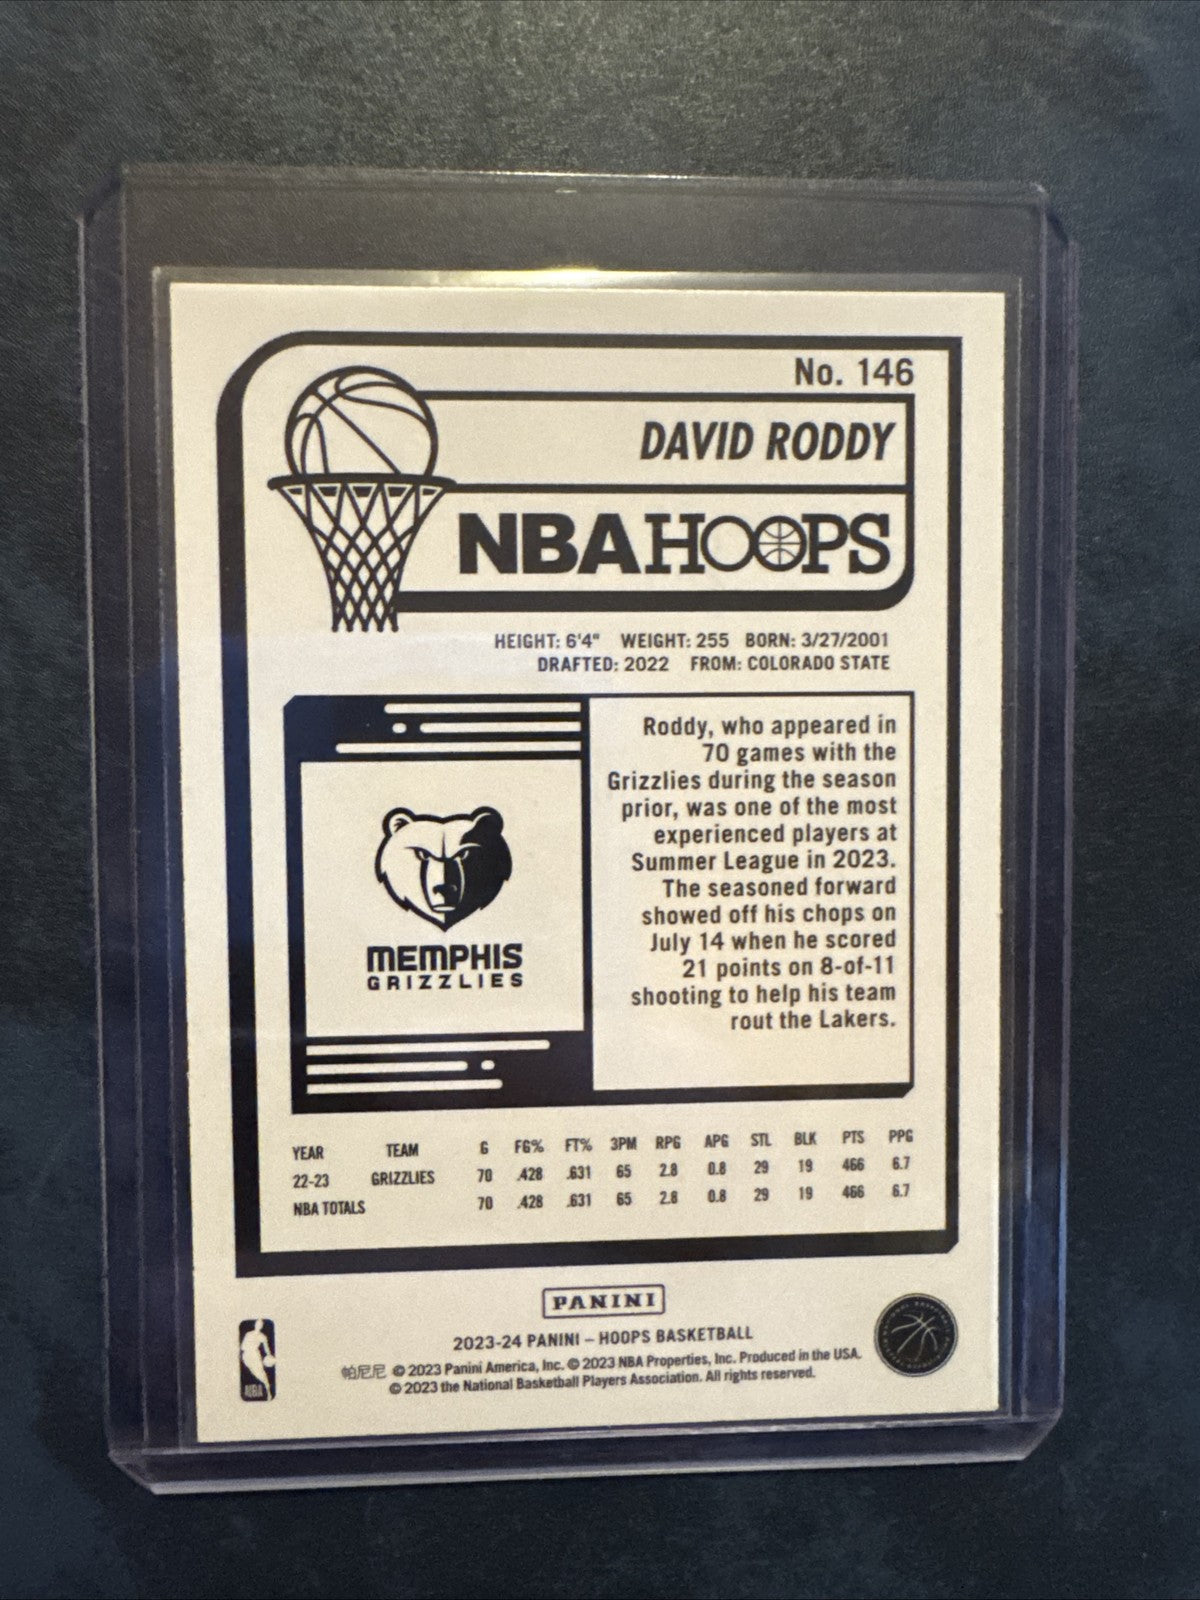 No. 146
DAVID RODDY
NBA HOOPS
HEIGHT: 6'4" WEIGHT: 255 BORN: 3/27/2001
DRAFTED: 2022 FROM: COLORADO STATE
Roddy, who appeared in
70 games with the
Grizzlies during the season
prior, was one of the most
experienced players at
Summer League in 2023.
The seasoned forward
showed off his chops on
July 14 when he scored
21 points on 8-of-11
shooting to help his team
rout the Lakers.
MEMPHIS
GRIZZLIES
YEAR TEAM G FG% FT% 3PM RPG APG STL BLK PTS PPG
22-23 GRIZZLIES 70 .428 .631 65 2.8 0.8 29 19 466 6.7
NBA TOTALS 70 .428 .631 65 2.8 0.8 29 19 466 6.7
PANINI
2023-24 PANINI – HOOPS BASKETBALL
帕尼尼 © 2023 Panini America, Inc. © 2023 NBA Properties, Inc. Produced in the USA.
© 2023 the National Basketball Players Association. All rights reserved.
NBA